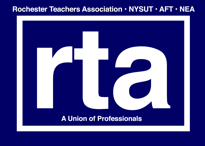 Rochester Teachers Association • NYSUT • AFT • NEA
rta
A Union of Professionals